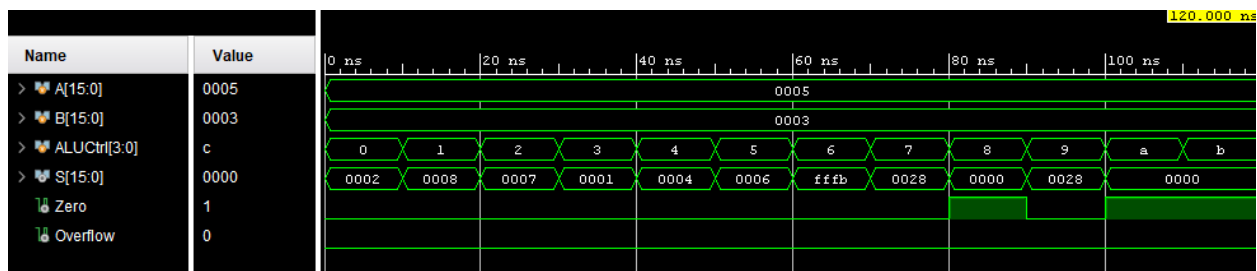 120.000 ns
Name Value
0 ns 20 ns 40 ns 60 ns 80 ns 100 ns
A[15:0] 0005 0005
B[15:0] 0003 0003
ALUCtrl[3:0] c 0 1 2 3 4 5 6 7 8 9 a b
S[15:0] 0000 0002 0008 0007 0001 0004 0006 fffb 0028 0000 0028 0000
Zero 1
Overflow 0